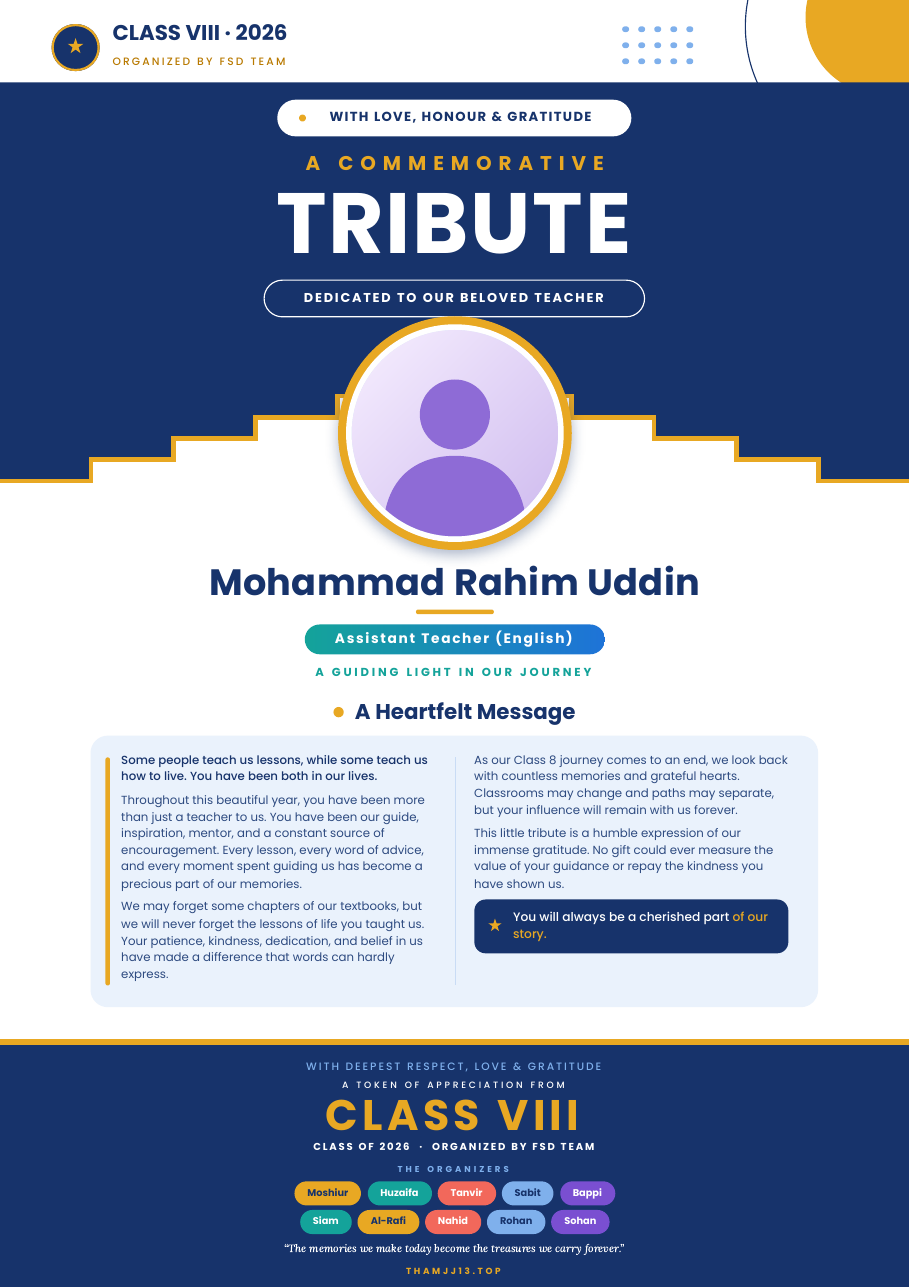 CLASS VIII · 2026
ORGANIZED BY FSD TEAM
WITH LOVE, HONOUR & GRATITUDE
A COMMEMORATIVE
TRIBUTE
DEDICATED TO OUR BELOVED TEACHER
Mohammad Rahim Uddin
Assistant Teacher (English)
A GUIDING LIGHT IN OUR JOURNEY
A Heartfelt Message
Some people teach us lessons, while some teach us
how to live. You have been both in our lives.
Throughout this beautiful year, you have been more
than just a teacher to us. You have been our guide,
inspiration, mentor, and a constant source of
encouragement. Every lesson, every word of advice,
and every moment spent guiding us has become a
precious part of our memories.
We may forget some chapters of our textbooks, but
we will never forget the lessons of life you taught us.
Your patience, kindness, dedication, and belief in us
have made a difference that words can hardly
express.
As our Class 8 journey comes to an end, we look back
with countless memories and grateful hearts.
Classrooms may change and paths may separate,
but your influence will remain with us forever.
This little tribute is a humble expression of our
immense gratitude. No gift could ever measure the
value of your guidance or repay the kindness you
have shown us.
You will always be a cherished part of our
story.
WITH DEEPEST RESPECT, LOVE & GRATITUDE
A TOKEN OF APPRECIATION FROM
CLASS VIII
CLASS OF 2026 · ORGANIZED BY FSD TEAM
THE ORGANIZERS
Moshiur Huzaifa Tanvir Sabit Bappi
Siam Al-Rafi Nahid Rohan Sohan
“The memories we make today become the treasures we carry forever.”
THAMJJ13.TOP